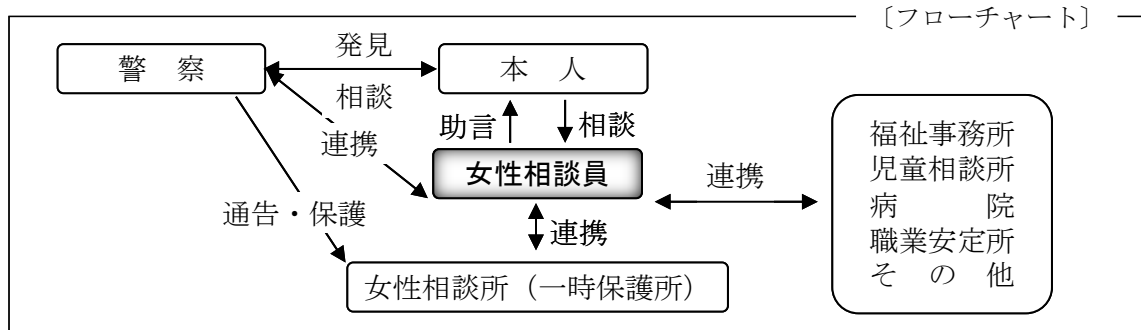 〔フローチャート〕
警　察
発見
相談
本　人
助言
相談
連携
女性相談員
連携
福祉事務所
児童相談所
病　　　院
職業安定所
そ　の　他
通告・保護
連携
女性相談所（一時保護所）